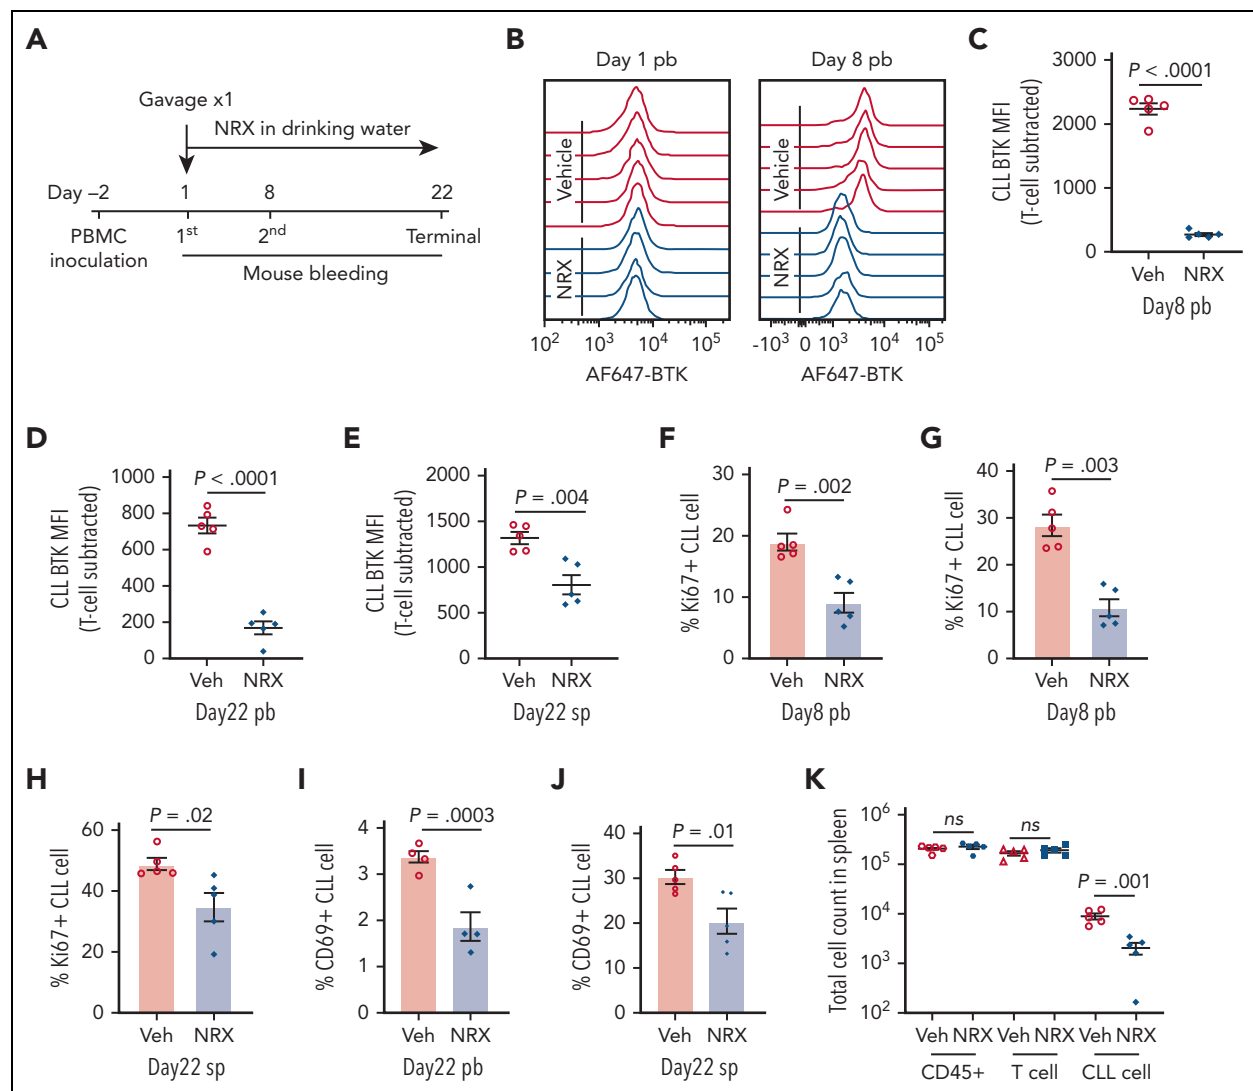 A
Gavage x1
NRX in drinking water
Day –2 1 8 22
PBMC inoculation
1st 2nd Terminal
Mouse bleeding
B
Day 1 pb Day 8 pb
Vehicle Vehicle
NRX NRX
10² 10³ 10⁴ 10⁵ -10³ 0 10³ 10⁴ 10⁵
AF647-BTK AF647-BTK
C
CLL BTK MFI
(T-cell subtracted)
3000
2000
1000
0
P < .0001
Veh NRX
Day8 pb
D
CLL BTK MFI
(T-cell subtracted)
1000
800
600
400
200
0
P < .0001
Veh NRX
Day22 pb
E
CLL BTK MFI
(T-cell subtracted)
2000
1500
1000
500
0
P = .004
Veh NRX
Day22 sp
F
% Ki67+ CLL cell
30
20
10
0
P = .002
Veh NRX
Day8 pb
G
% Ki67+ CLL cell
40
30
20
10
0
P = .003
Veh NRX
Day8 pb
H
% Ki67+ CLL cell
60
40
20
0
P = .02
Veh NRX
Day22 sp
I
% CD69+ CLL cell
4
3
2
1
0
P = .0003
Veh NRX
Day22 pb
J
% CD69+ CLL cell
40
30
20
10
0
P = .01
Veh NRX
Day22 sp
K
Total cell count in spleen
10⁶
10⁵
10⁴
10³
10²
ns ns
P = .001
Veh NRX Veh NRX Veh NRX
CD45+ T cell CLL cell